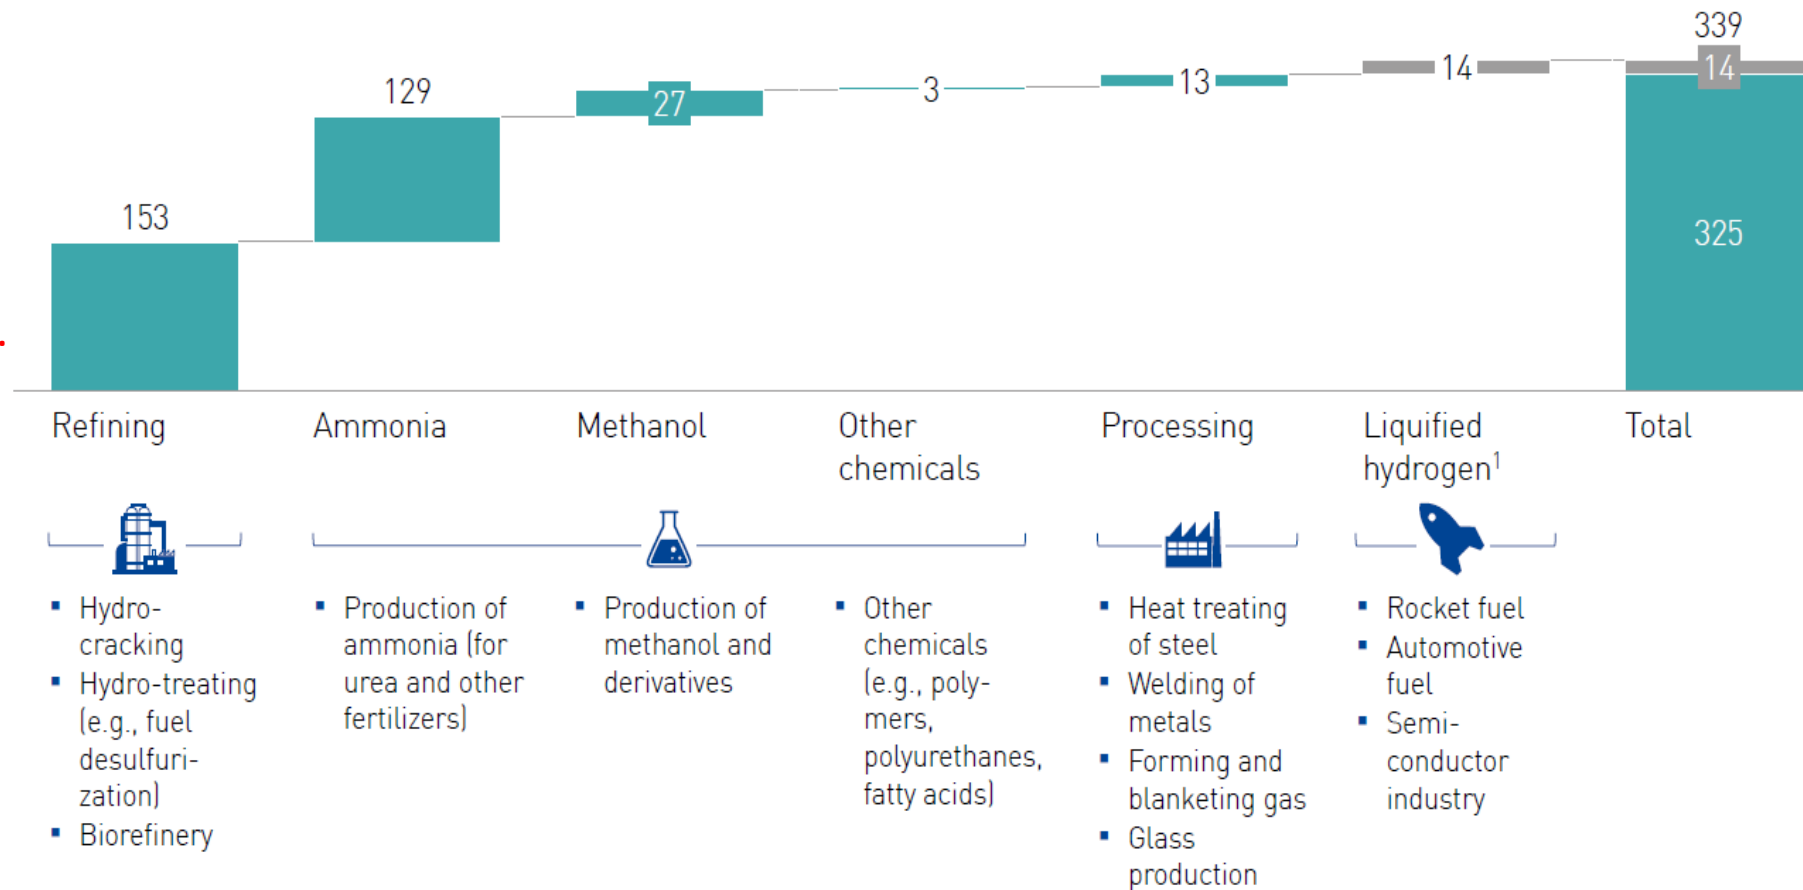 153
129
27
3
13
14
339
14
325
Refining
Ammonia
Methanol
Other
chemicals
Processing
Liquified
hydrogen¹
Total
▪ Hydro-
cracking
▪ Hydro-treating
(e.g., fuel
desulfuri-
zation)
▪ Biorefinery
▪ Production of
ammonia (for
urea and other
fertilizers)
▪ Production of
methanol and
derivatives
▪ Other
chemicals
(e.g., poly-
mers,
polyurethanes,
fatty acids)
▪ Heat treating
of steel
▪ Welding of
metals
▪ Forming and
blanketing gas
▪ Glass
production
▪ Rocket fuel
▪ Automotive
fuel
▪ Semi-
conductor
industry